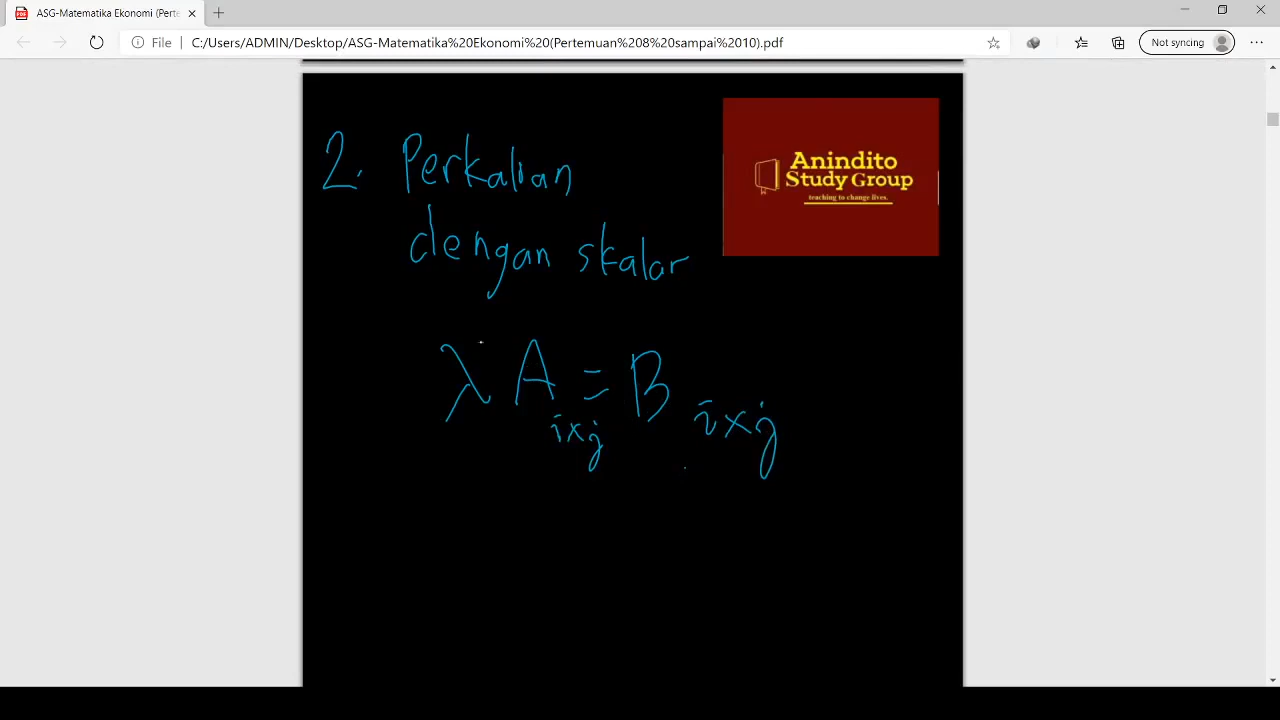 ASG-Matematika Ekonomi (Perte
File
C:/Users/ADMIN/Desktop/ASG-Matematika%20Ekonomi%20(Pertemuan%208%20sampai%2010).pdf
Not syncing
2. Perkalian
dengan skalar
Anindito
Study Group
teaching to change lives.
λ A = B
ixj ixj